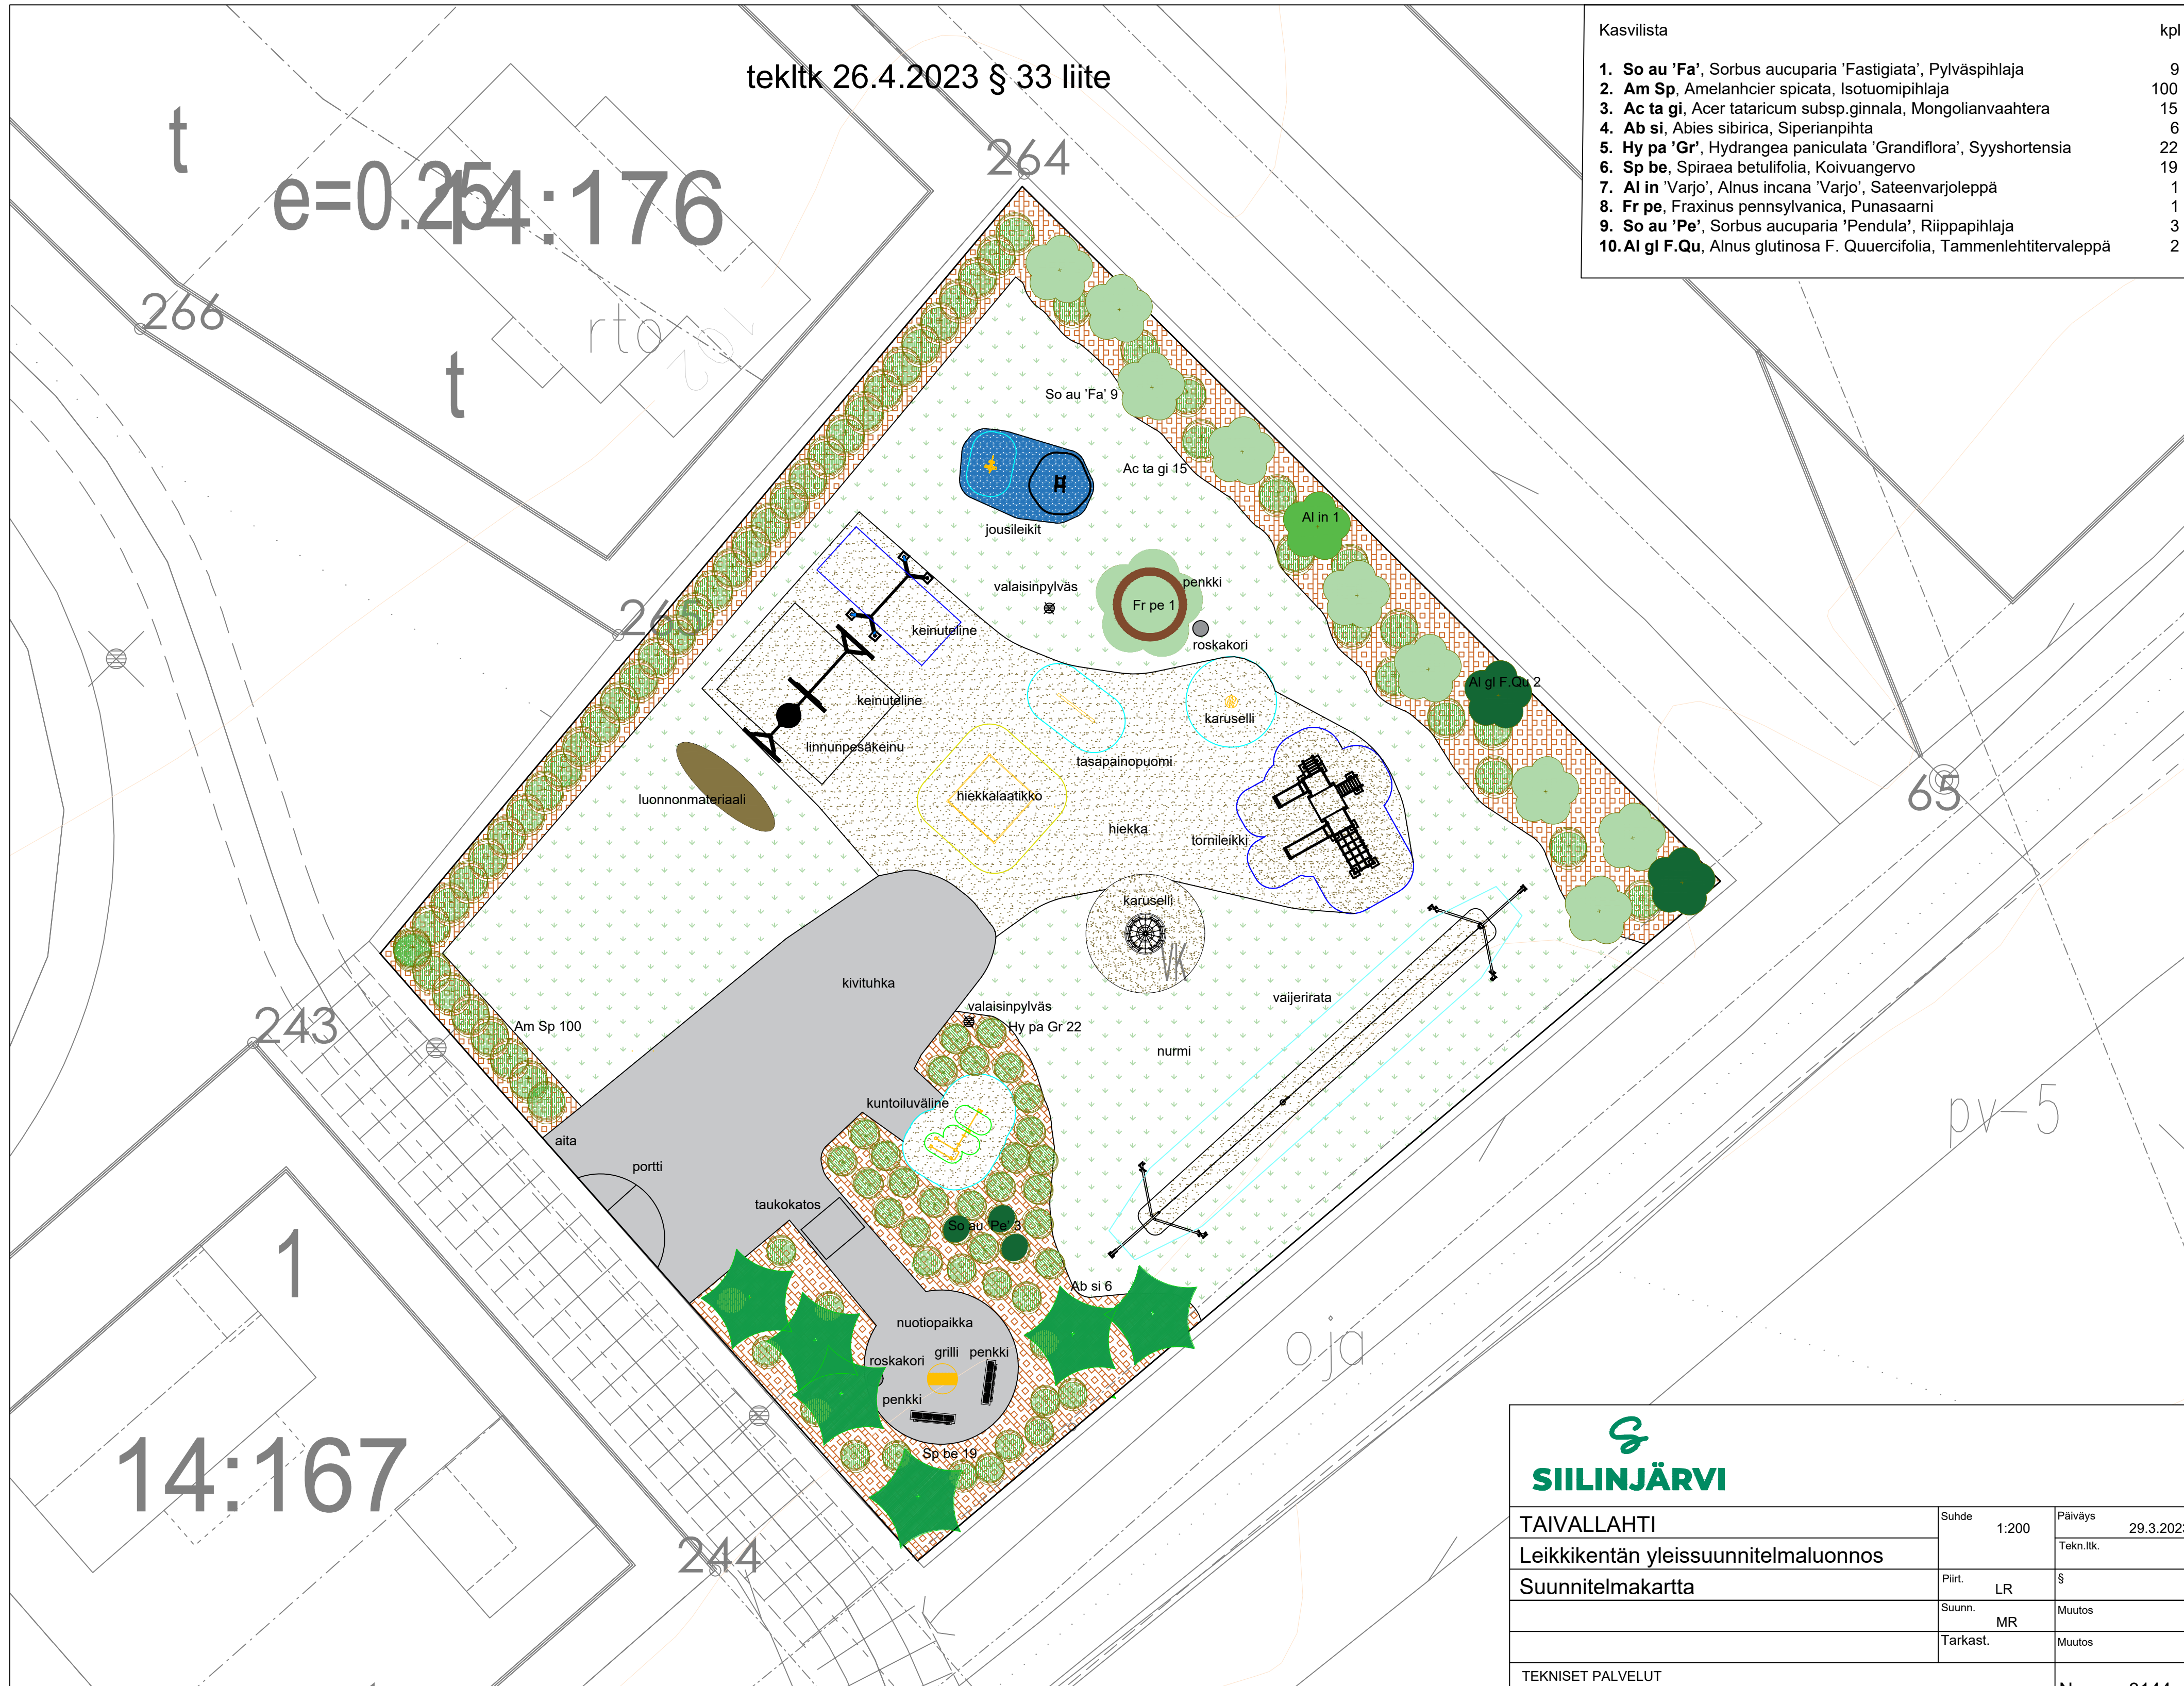 tekltk 26.4.2023 § 33 liite
Kasvilista kpl
1. So au ’Fa’, Sorbus aucuparia ’Fastigiata’, Pylväspihlaja 9
2. Am Sp, Amelanhcier spicata, Isotuomipihlaja 100
3. Ac ta gi, Acer tataricum subsp.ginnala, Mongolianvaahtera 15
4. Ab si, Abies sibirica, Siperianpihta 6
5. Hy pa ’Gr’, Hydrangea paniculata ’Grandiflora’, Syyshortensia 22
6. Sp be, Spiraea betulifolia, Koivuangervo 19
7. Al in ’Varjo’, Alnus incana ’Varjo’, Sateenvarjoleppä 1
8. Fr pe, Fraxinus pennsylvanica, Punasaarni 1
9. So au ’Pe’, Sorbus aucuparia ’Pendula’, Riippapihlaja 3
10. Al gl F.Qu, Alnus glutinosa F. Quuercifolia, Tammenlehtitervaleppä 2
t
e=0.25
14:176
264
266
rto
t
265
So au ’Fa’ 9
Ac ta gi 15
jousileikit
Al in 1
valaisinpylväs
penkki
Fr pe 1
keinuteline
roskakori
Al gl F.Qu 2
keinuteline
karuselli
linnunpesäkeinu
tasapainopuomi
luonnonmateriaali
hiekkalaatikko
65
hiekka
tornileikki
karuselli
VK
kivituhka
vaijerirata
valaisinpylväs
243
Am Sp 100
Hy pa Gr 22
nurmi
kuntoiluväline
pv-5
aita
portti
taukokatos
So au ’Pe’ 3
1
Ab si 6
nuotiopaikka
oja
roskakori
grilli
penkki
penkki
Sp be 19
14:167
244
SIILINJÄRVI
TAIVALLAHTI
Suhde
1:200
Päiväys
Leikkikentän yleissuunnitelmaluonnos
Tekn.ltk.
Suunnitelmakartta
Piirt.
LR
§
Suunn.
MR
Muutos
Tarkast.
Muutos
TEKNISET PALVELUT